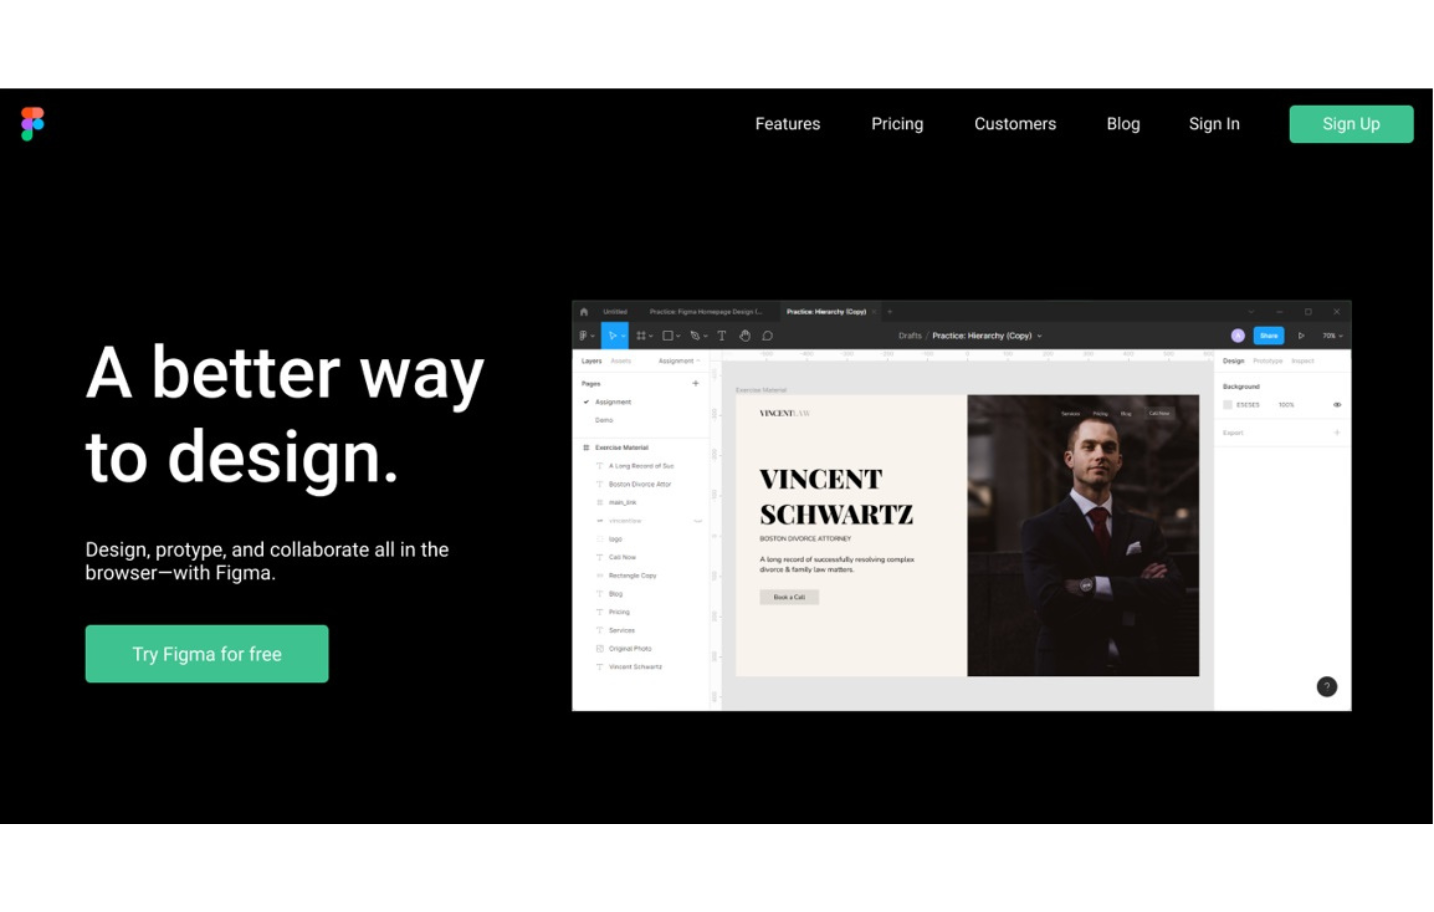 Features Pricing Customers Blog Sign In Sign Up
A better way
to design.
Design, protype, and collaborate all in the
browser—with Figma.
Try Figma for free
Untitled Practice: Figma Homepage Design (... Practice: Hierarchy (Copy)
Drafts / Practice: Hierarchy (Copy) A Share 70%
Layers Assets Assignment
Pages
Assignment
Demo
Exercise Material
A Long Record of Suc
Boston Divorce Attor
main_link
vincentlaw
logo
Call Now
Rectangle Copy
Blog
Pricing
Services
Original Photo
Vincent Schwartz
Exercise Material
VINCENTLAW
Services Pricing Blog Call Now
VINCENT
SCHWARTZ
BOSTON DIVORCE ATTORNEY
A long record of successfully resolving complex
divorce & family law matters.
Book a Call
Design Prototype Inspect
Background
E5E5E5 100%
Export
?